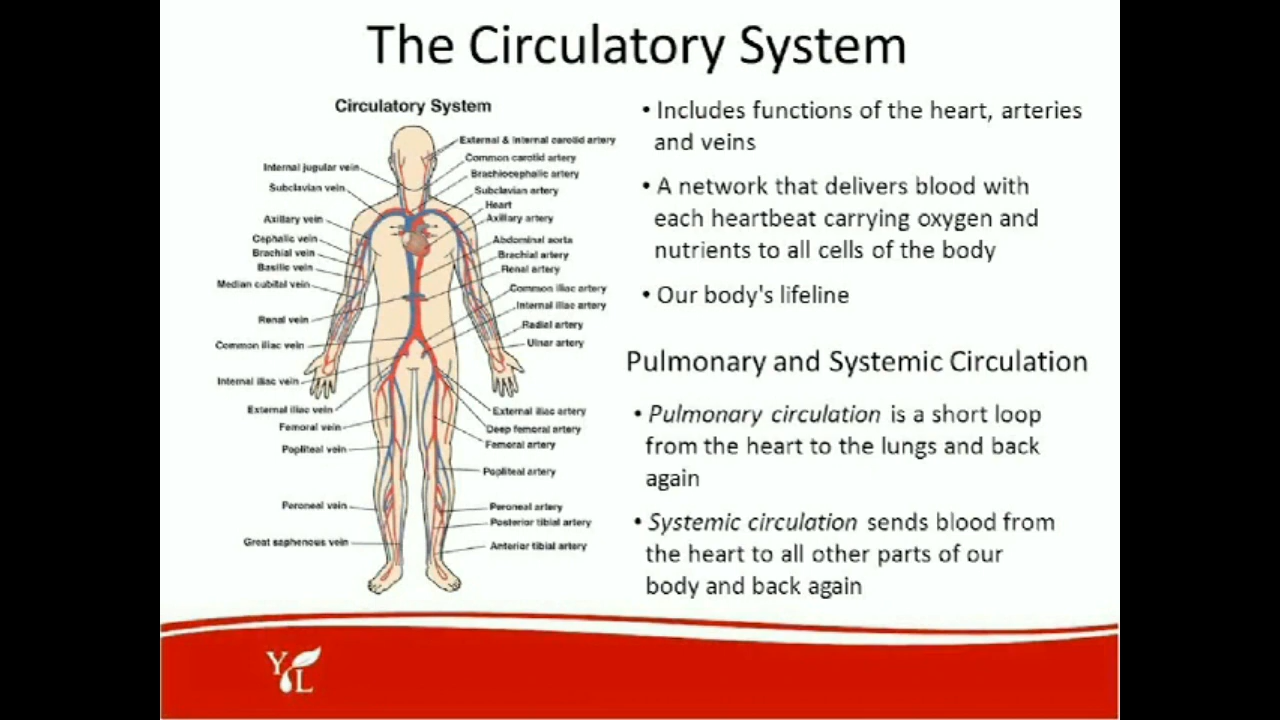 The Circulatory System
Circulatory System
External & Internal carotid artery
Common carotid artery
Brachiocephalic artery
Subclavian artery
Heart
Axillary artery
Abdominal aorta
Brachial artery
Renal artery
Common iliac artery
Internal iliac artery
Radial artery
Ulnar artery
External iliac artery
Deep femoral artery
Femoral artery
Popliteal artery
Peroneal artery
Posterior tibial artery
Anterior tibial artery
Internal jugular vein
Subclavian vein
Axillary vein
Cephalic vein
Brachial vein
Basilic vein
Median cubital vein
Renal vein
Common iliac vein
Internal iliac vein
External iliac vein
Femoral vein
Popliteal vein
Peroneal vein
Great saphenous vein
• Includes functions of the heart, arteries
and veins
• A network that delivers blood with
each heartbeat carrying oxygen and
nutrients to all cells of the body
• Our body's lifeline
Pulmonary and Systemic Circulation
• Pulmonary circulation is a short loop
from the heart to the lungs and back
again
• Systemic circulation sends blood from
the heart to all other parts of our
body and back again
YL